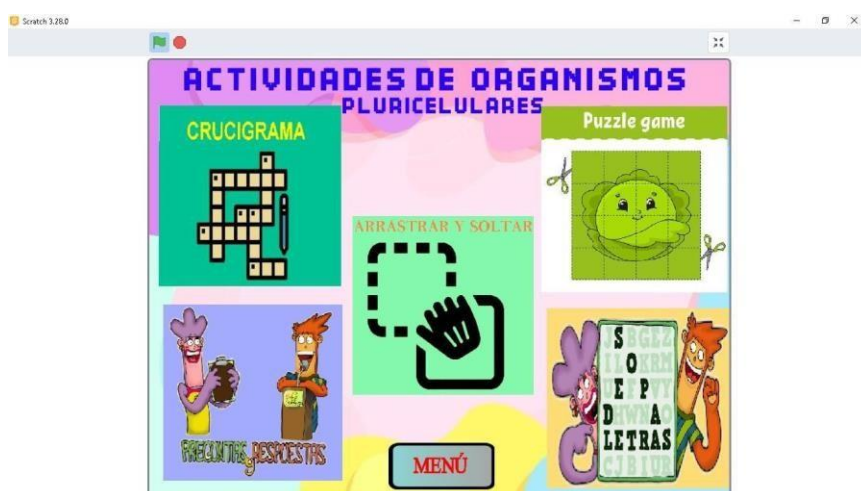 Scratch 3.28.0
ACTIVIDADES DE ORGANISMOS
PLURICELULARES
CRUCIGRAMA
Puzzle game
ARRASTRAR Y SOLTAR
PREGUNTAS y RESPUESTAS
SOPA
DE
LETRAS
MENÚ